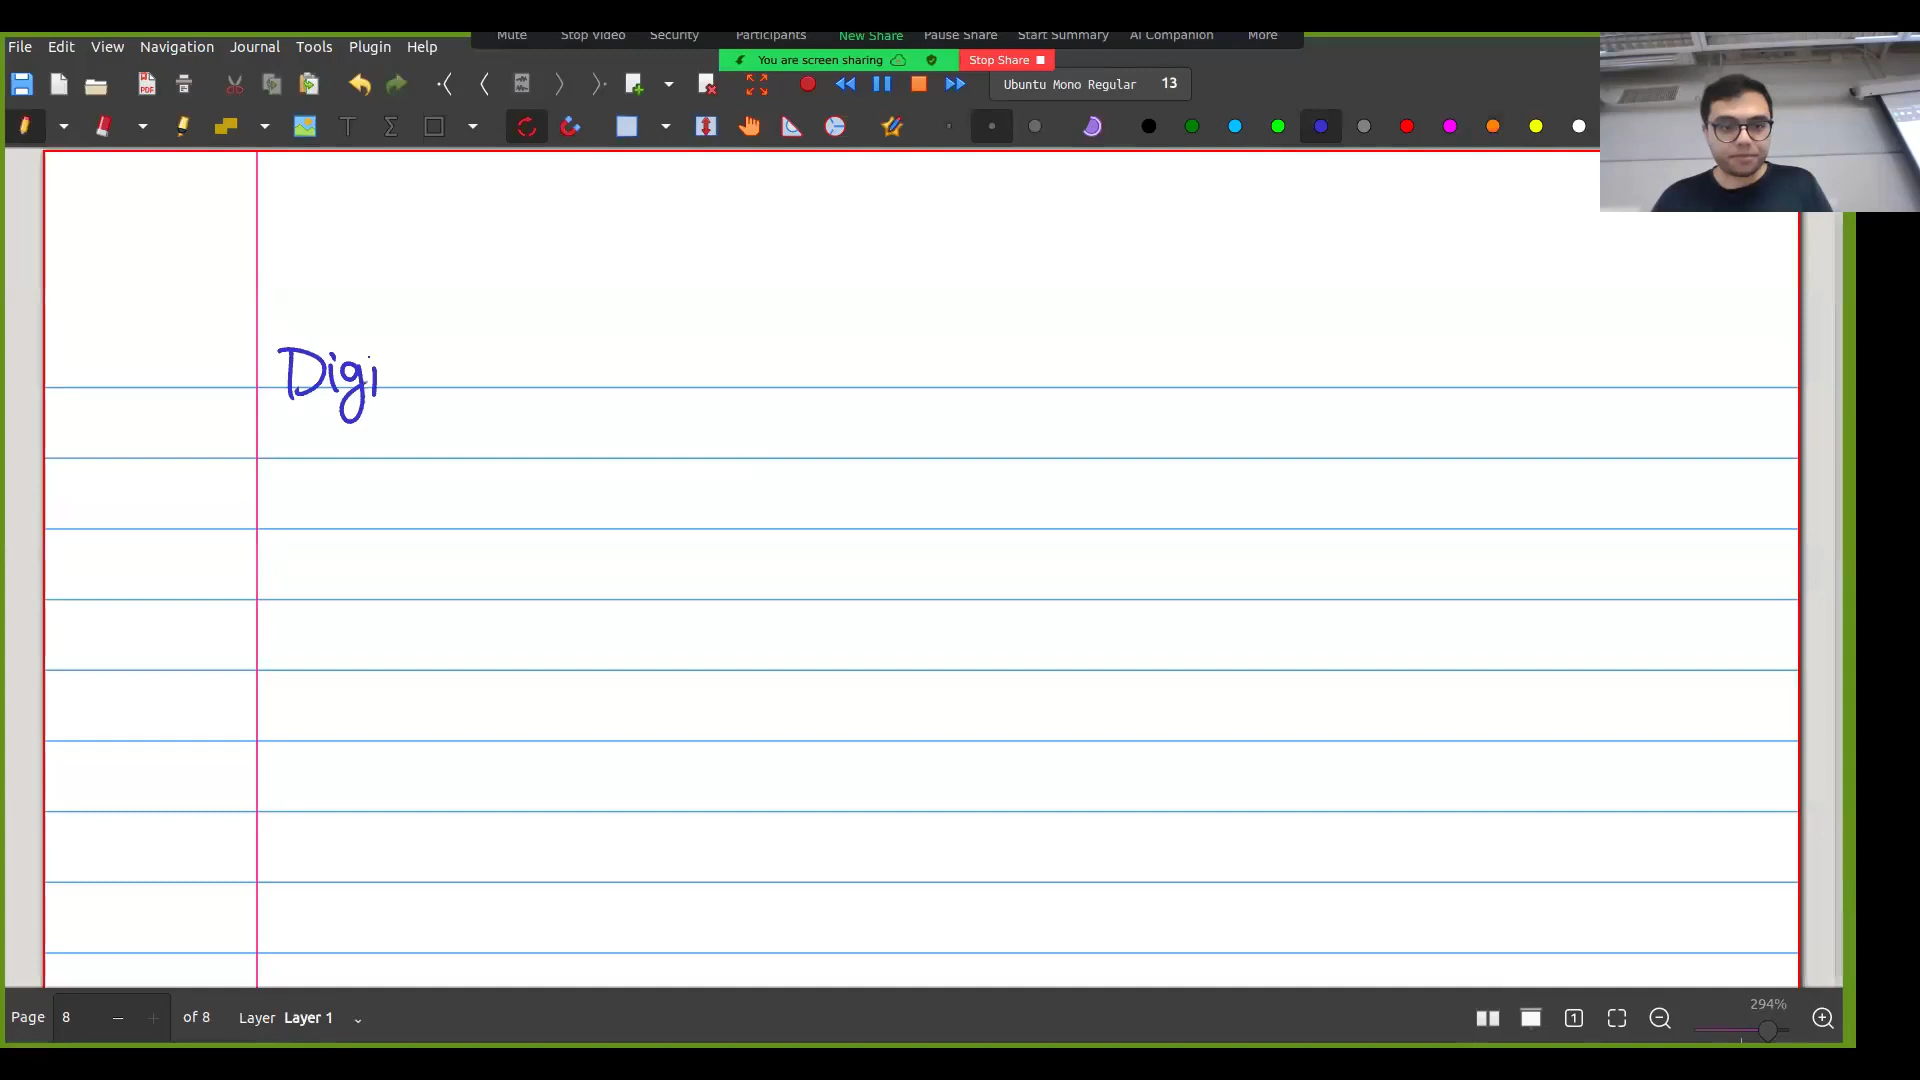 Mute Stop Video Security Participants New Share Pause Share Start Summary AI Companion More
File Edit View Navigation Journal Tools Plugin Help
You are screen sharing Stop Share
Ubuntu Mono Regular 13
Digi
294%
Page 8 of 8 Layer Layer 1